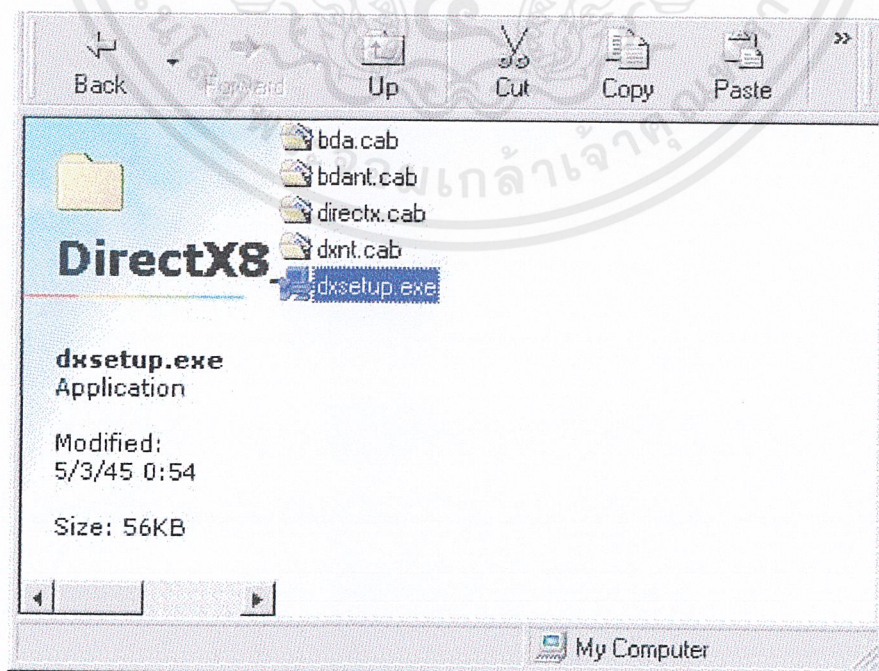 Back
Forward
Up
Cut
Copy
Paste
»
DirectX8_
dxsetup.exe
Application
Modified:
5/3/45 0:54
Size: 56KB
bda.cab
bdant.cab
directx.cab
dxnt.cab
dxsetup.exe
My Computer